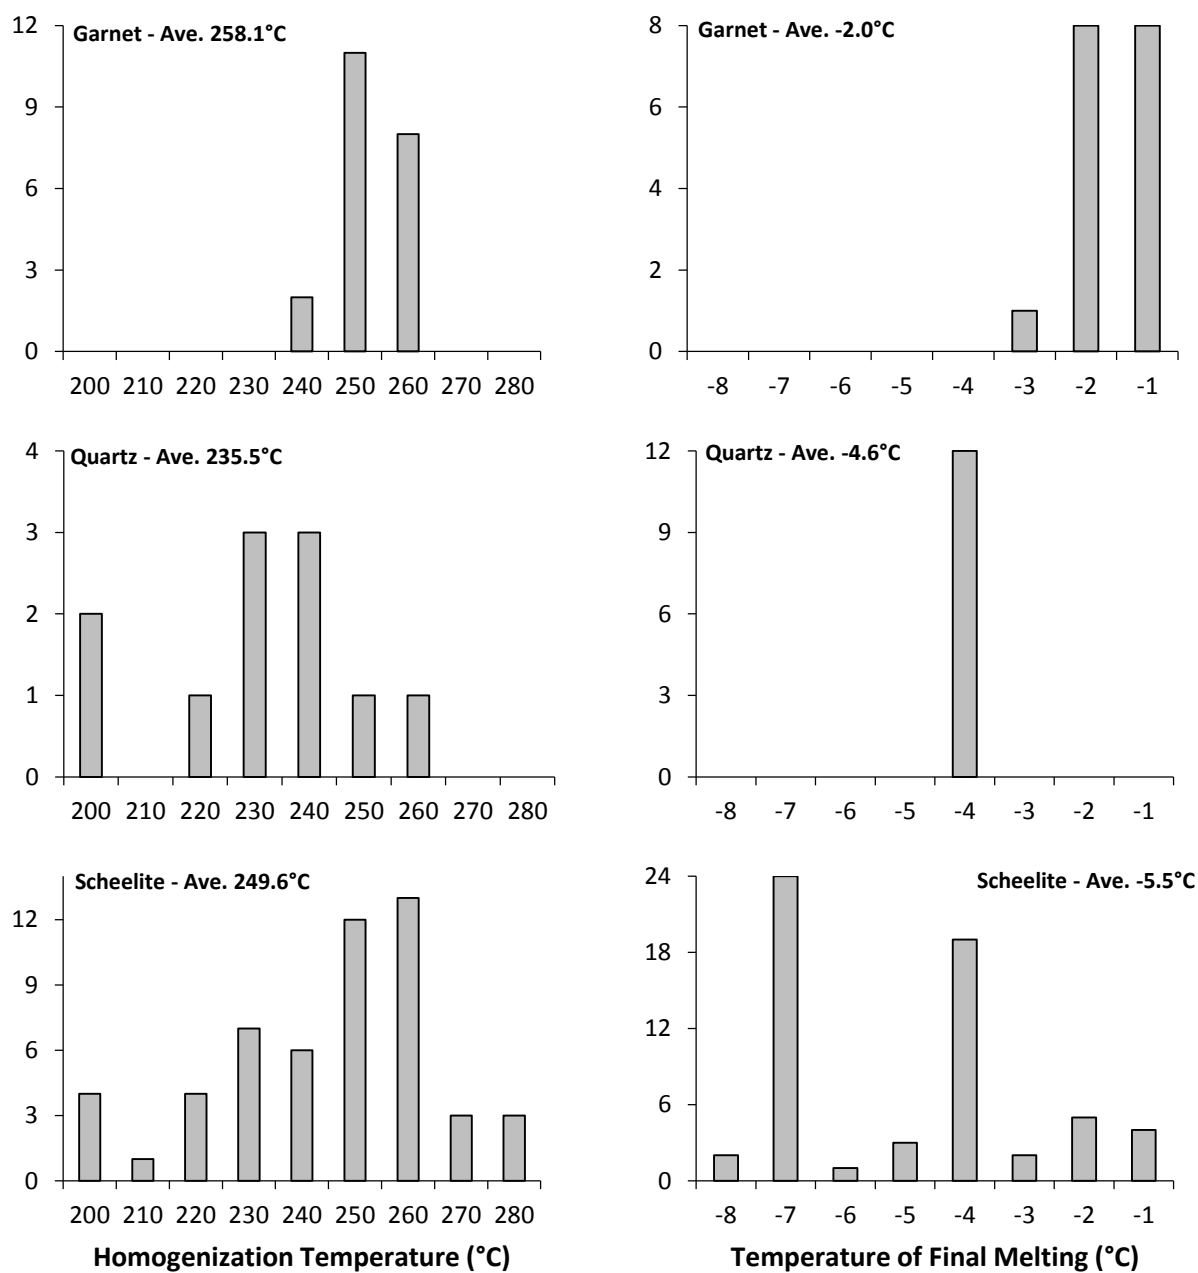 Garnet - Ave. 258.1°C
12
9
6
3
0
200 210 220 230 240 250 260 270 280
Garnet - Ave. -2.0°C
8
6
4
2
0
-8 -7 -6 -5 -4 -3 -2 -1
Quartz - Ave. 235.5°C
4
3
2
1
0
200 210 220 230 240 250 260 270 280
Quartz - Ave. -4.6°C
12
9
6
3
0
-8 -7 -6 -5 -4 -3 -2 -1
Scheelite - Ave. 249.6°C
12
9
6
3
0
200 210 220 230 240 250 260 270 280
Homogenization Temperature (°C)
Scheelite - Ave. -5.5°C
24
18
12
6
0
-8 -7 -6 -5 -4 -3 -2 -1
Temperature of Final Melting (°C)